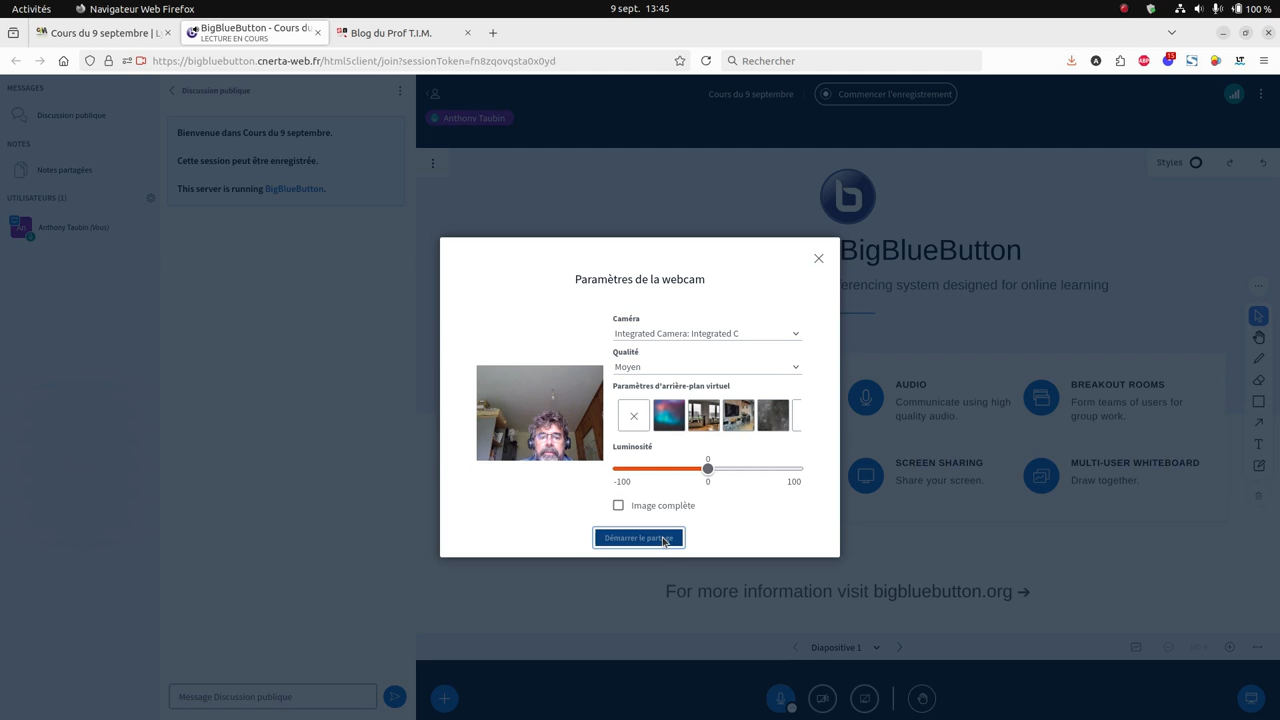 Activités
Navigateur Web Firefox
9 sept. 13:45
100 %
Cours du 9 septembre | L
BigBlueButton - Cours du
LECTURE EN COURS
Blog du Prof T.I.M.
https://bigbluebutton.cnerta-web.fr/html5client/join?sessionToken=n8zqovqsta0x0yd
Rechercher
15
MESSAGES
Discussion publique
NOTES
Notes partagées
UTILISATEURS (1)
An
Anthony Taubin (Vous)
Discussion publique
Bienvenue dans Cours du 9 septembre.
Cette session peut être enregistrée.
This server is running BigBlueButton.
Message Discussion publique
Cours du 9 septembre
Commencer l'enregistrement
Anthony Taubin
Styles
BigBlueButton
erencing system designed for online learning
AUDIO
Communicate using high
quality audio.
BREAKOUT ROOMS
Form teams of users for
group work.
SCREEN SHARING
Share your screen.
MULTI-USER WHITEBOARD
Draw together.
For more information visit bigbluebutton.org →
Diapositive 1
Paramètres de la webcam
Caméra
Integrated Camera: Integrated C
Qualité
Moyen
Paramètres d'arrière-plan virtuel
Luminosité
0
-100
0
100
Image complète
Démarrer le partage